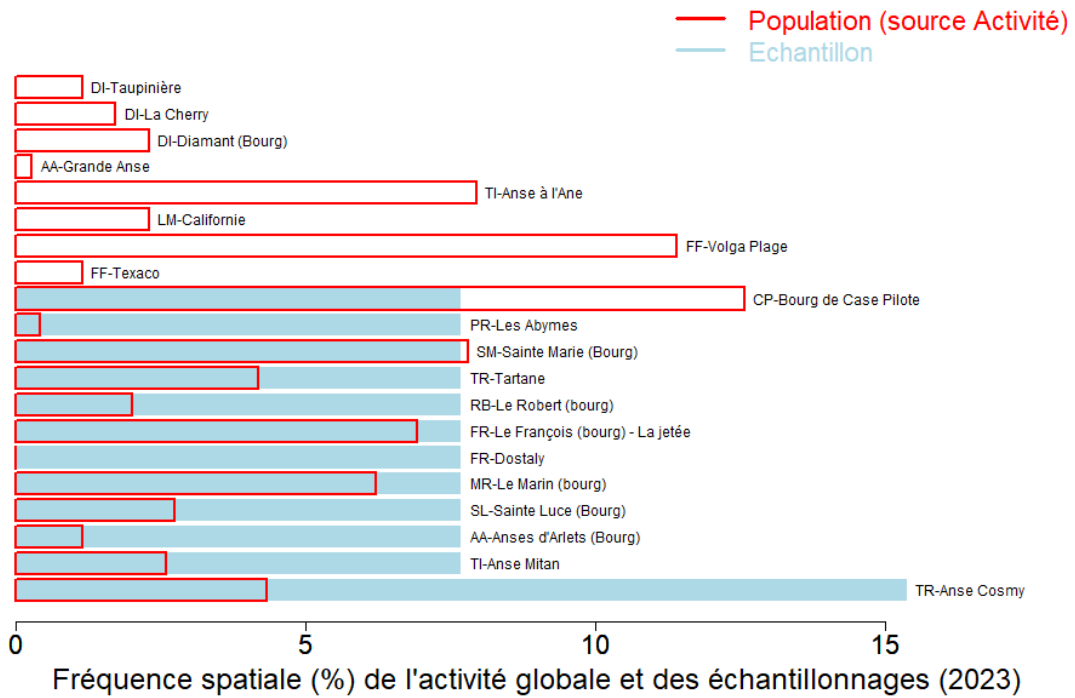 Population (source Activité)
Echantillon
DI-Taupinière
DI-La Cherry
DI-Diamant (Bourg)
AA-Grande Anse
TI-Anse à l'Ane
LM-Californie
FF-Volga Plage
FF-Texaco
CP-Bourg de Case Pilote
PR-Les Abymes
SM-Sainte Marie (Bourg)
TR-Tartane
RB-Le Robert (bourg)
FR-Le François (bourg) - La jetée
FR-Dostaly
MR-Le Marin (bourg)
SL-Sainte Luce (Bourg)
AA-Anses d'Arlets (Bourg)
TI-Anse Mitan
TR-Anse Cosmy
0 5 10 15
Fréquence spatiale (%) de l'activité globale et des échantillonnages (2023)